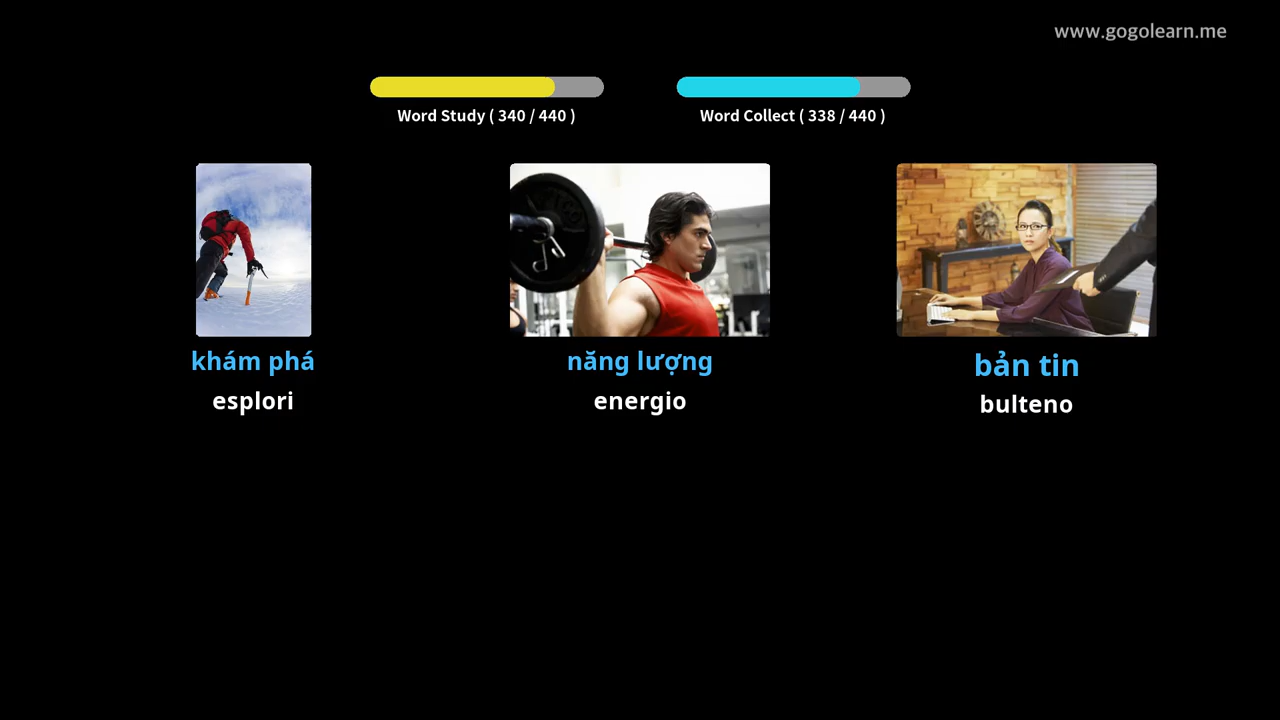 www.gogolearn.me
Word Study ( 340 / 440 )
Word Collect ( 338 / 440 )
khám phá
esplori
năng lượng
energio
bản tin
bulteno